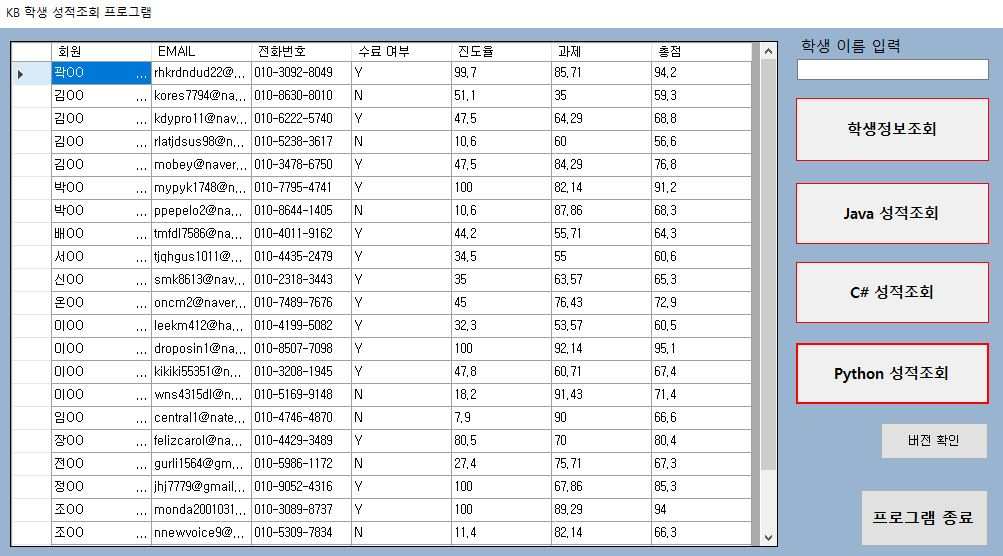 KB 학생 성적조회 프로그램
회원 EMAIL 전화번호 수료 여부 진도율 과제 총점
곽OO ... rhkrdndud22@... 010-3092-8049 Y 99,7 85,71 94,2
김OO ... kores7794@na... 010-8630-8010 N 51,1 35 59,3
김OO ... kdypro11@nav... 010-6222-5740 Y 47,5 64,29 68,8
김OO ... rlatjdsus98@n... 010-5238-3617 N 10,6 60 56,6
김OO ... mobey@naver... 010-3478-6750 Y 47,5 84,29 76,8
박OO ... mypyk1748@n... 010-7795-4741 Y 100 82,14 91,2
박OO ... ppepelo2@na... 010-8644-1405 N 10,6 87,86 68,3
배OO ... tmfdl7586@na... 010-4011-9162 Y 44,2 55,71 64,3
서OO ... tjqhgus1011@... 010-4435-2479 Y 34,5 55 60,6
신OO ... smk8613@nav... 010-2318-3443 Y 35 63,57 65,3
온OO ... oncm2@naver... 010-7489-7676 Y 45 76,43 72,9
이OO ... leekm412@ha... 010-4199-5082 Y 32,3 53,57 60,5
이OO ... droposin1@na... 010-8507-7098 Y 100 92,14 95,1
이OO ... kikiki55351@n... 010-3208-1945 Y 47,8 60,71 67,4
이OO ... wns4315dl@n... 010-5169-9148 N 18,2 91,43 71,4
임OO ... central1@nate... 010-4746-4870 N 7,9 90 66,6
장OO ... felizcarol@na... 010-4429-3489 Y 80,5 70 80,4
전OO ... gurli1564@gm... 010-5986-1172 N 27,4 75,71 67,3
정OO ... jhj7779@gmail... 010-9052-4316 Y 100 67,86 85,3
조OO ... monda2001031... 010-3089-8737 Y 100 89,29 94
조OO ... nnewvoice9@... 010-5309-7834 N 11,4 82,14 66,3
학생 이름 입력
학생정보조회
Java 성적조회
C# 성적조회
Python 성적조회
버전 확인
프로그램 종료